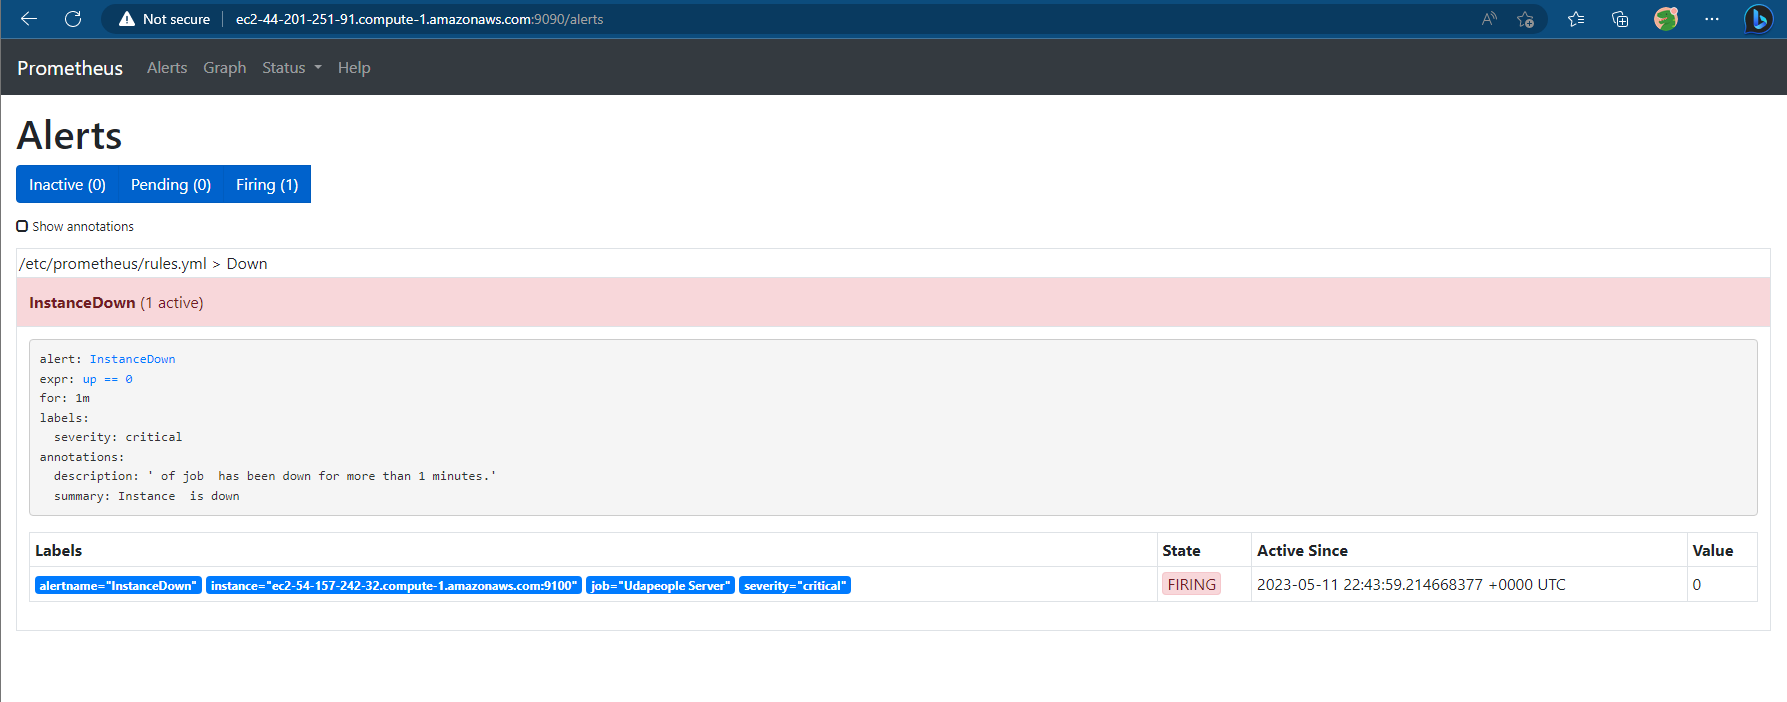 Not secure ec2-44-201-251-91.compute-1.amazonaws.com:9090/alerts
Prometheus Alerts Graph Status Help
Alerts
Inactive (0) Pending (0) Firing (1)
Show annotations
/etc/prometheus/rules.yml > Down
InstanceDown (1 active)
alert: InstanceDown
expr: up == 0
for: 1m
labels:
  severity: critical
annotations:
  description: ' of job  has been down for more than 1 minutes.'
  summary: Instance  is down
Labels State Active Since Value
alertname="InstanceDown" instance="ec2-54-157-242-32.compute-1.amazonaws.com:9100" job="Udapeople Server" severity="critical" FIRING 2023-05-11 22:43:59.214668377 +0000 UTC 0